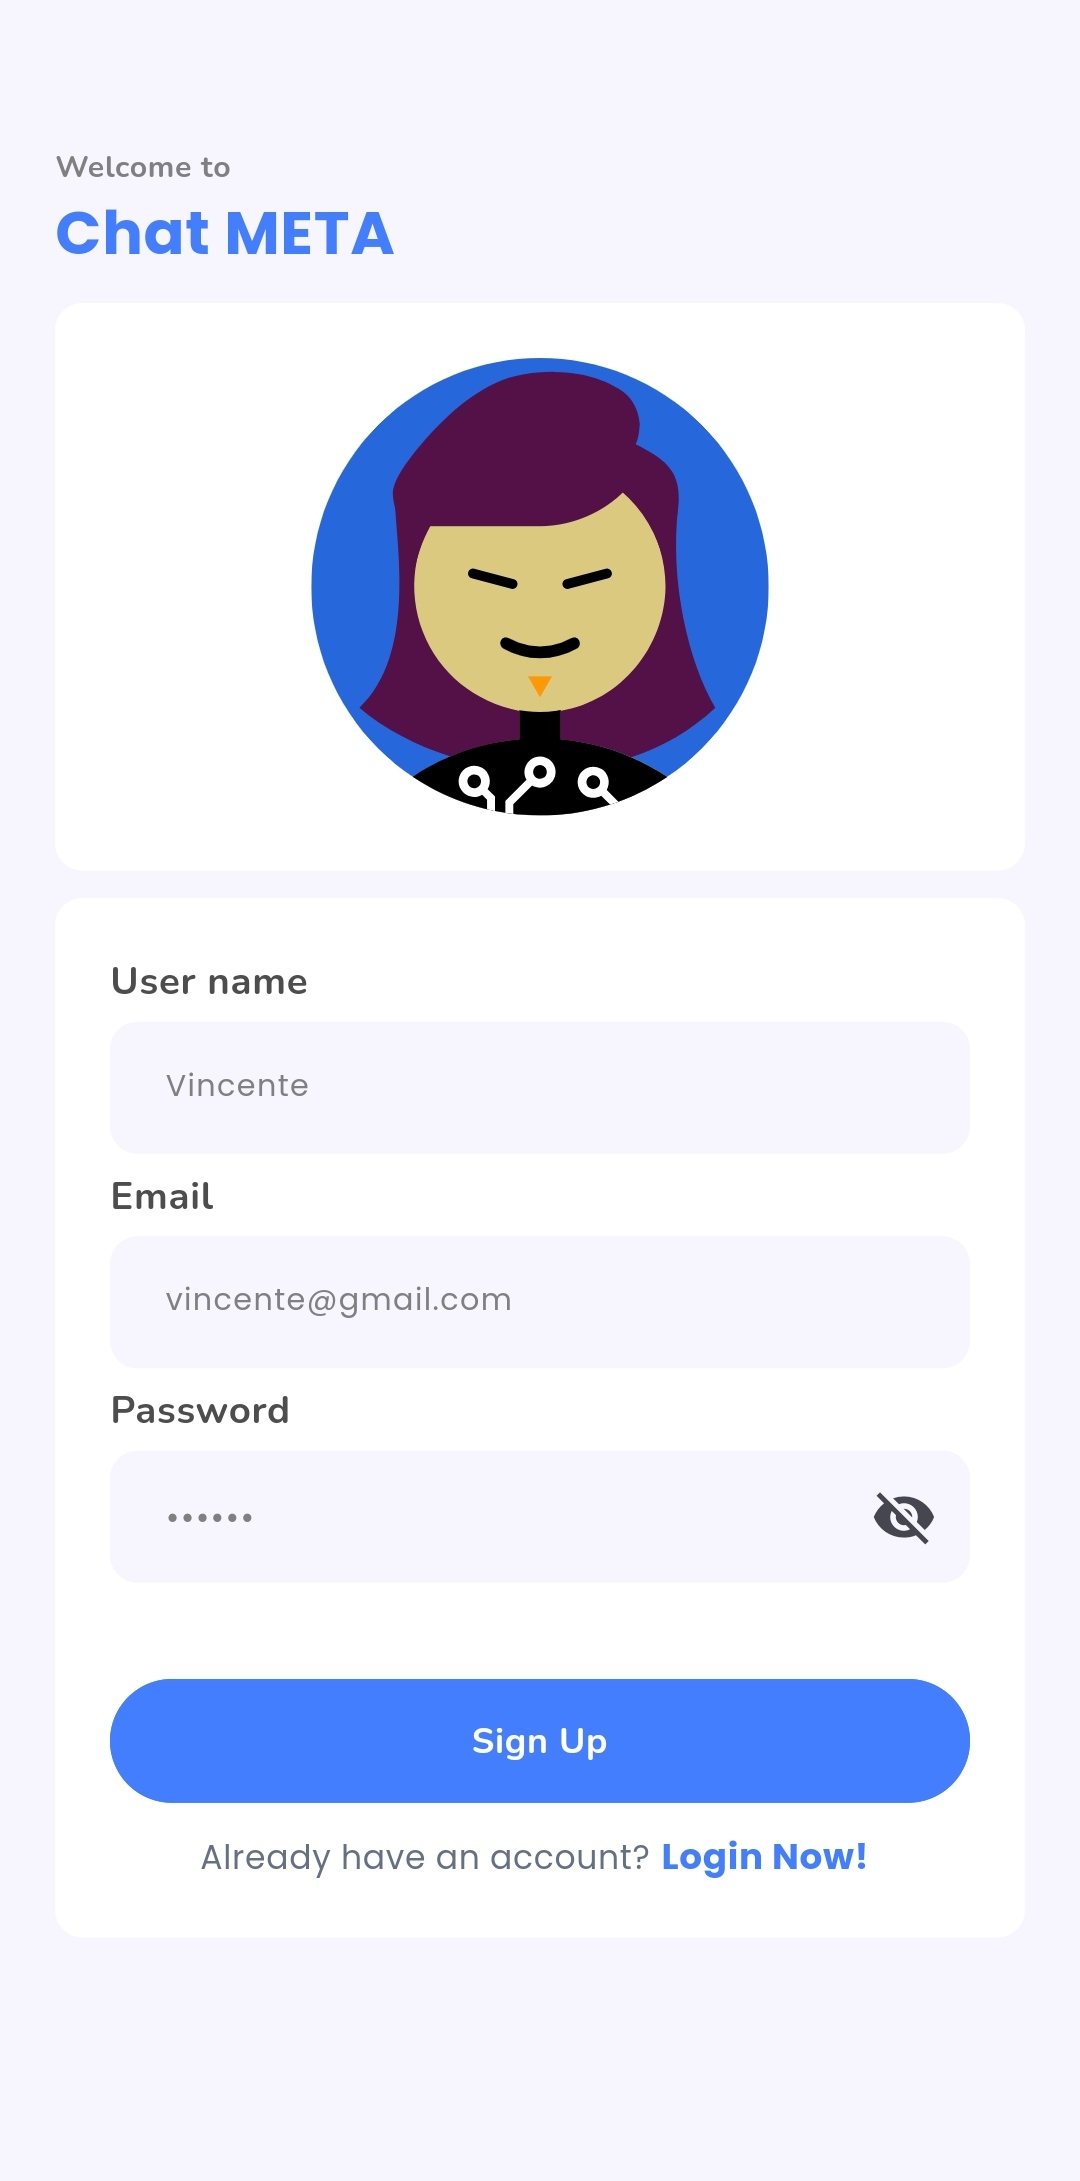 Welcome to
Chat META
User name
Vincente
Email
vincente@gmail.com
Password
••••••
Sign Up
Already have an account? Login Now!